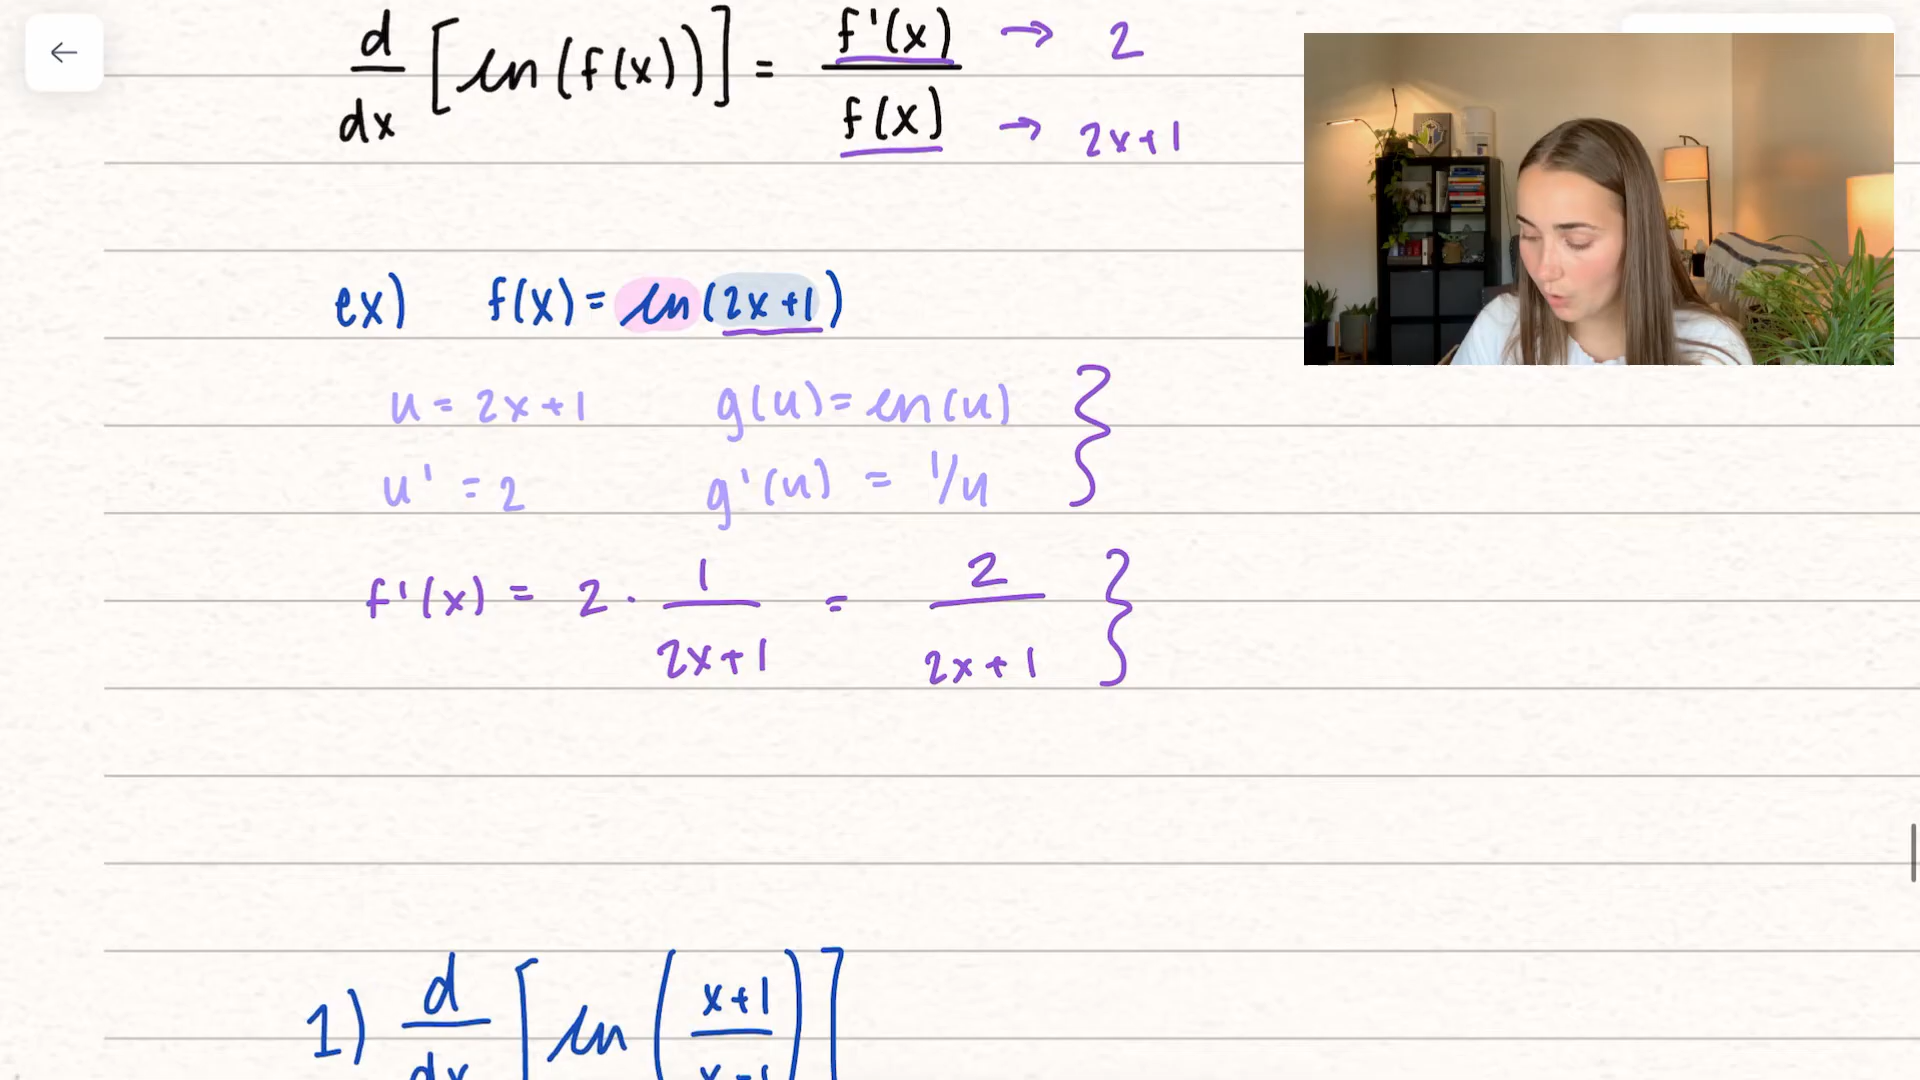 d/dx [ln(f(x))] = f'(x)/f(x) → 2 → 2x+1
ex) f(x) = ln(2x+1)
u = 2x+1 g(u) = ln(u)
u' = 2 g'(u) = 1/u
f'(x) = 2 · 1/2x+1 = 2/2x+1
1) d/dx [ln(x+1/x-1)]